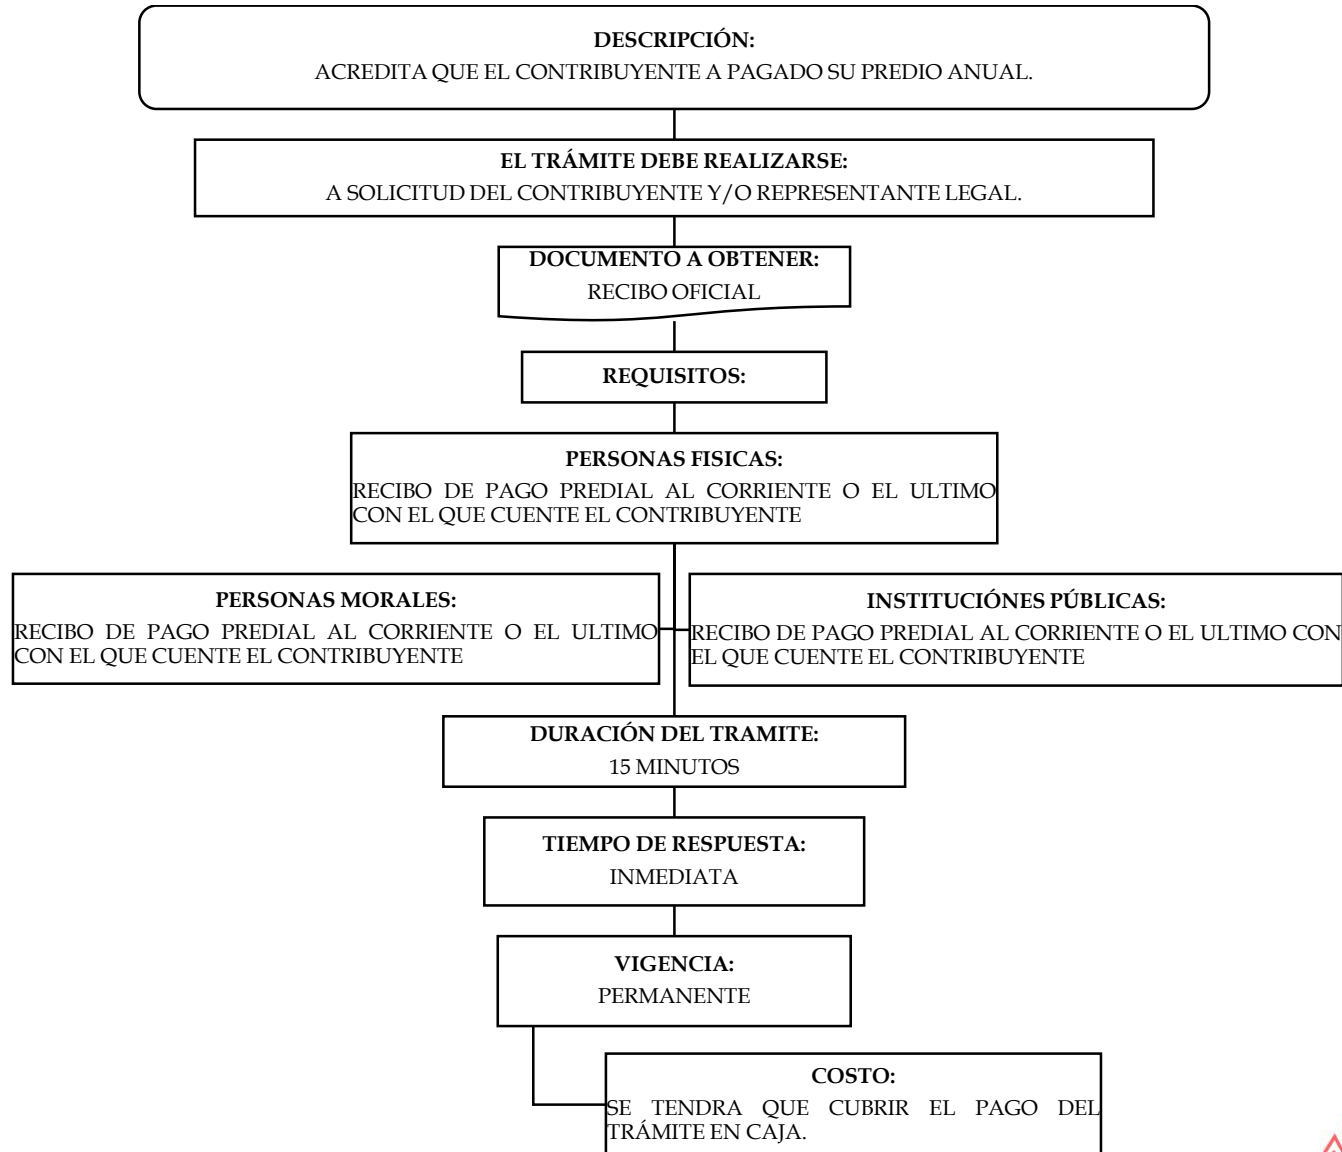 DESCRIPCIÓN:
ACREDITA QUE EL CONTRIBUYENTE A PAGADO SU PREDIO ANUAL.
EL TRÁMITE DEBE REALIZARSE:
A SOLICITUD DEL CONTRIBUYENTE Y/O REPRESENTANTE LEGAL.
DOCUMENTO A OBTENER:
RECIBO OFICIAL
REQUISITOS:
PERSONAS FISICAS:
RECIBO DE PAGO PREDIAL AL CORRIENTE O EL ULTIMO
CON EL QUE CUENTE EL CONTRIBUYENTE
PERSONAS MORALES:
RECIBO DE PAGO PREDIAL AL CORRIENTE O EL ULTIMO
CON EL QUE CUENTE EL CONTRIBUYENTE
INSTITUCIÓNES PÚBLICAS:
RECIBO DE PAGO PREDIAL AL CORRIENTE O EL ULTIMO CON
EL QUE CUENTE EL CONTRIBUYENTE
DURACIÓN DEL TRAMITE:
15 MINUTOS
TIEMPO DE RESPUESTA:
INMEDIATA
VIGENCIA:
PERMANENTE
COSTO:
SE TENDRA QUE CUBRIR EL PAGO DEL
TRÁMITE EN CAJA.